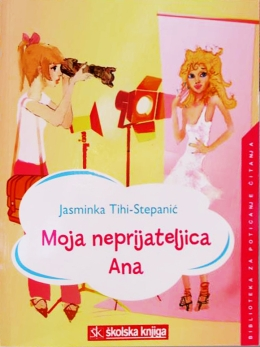 Jasminka Tihi-Stepanić
Moja neprijateljica
Ana
sk školska knjiga
BIBLIOTEKA ZA POTICANJE ČITANJA